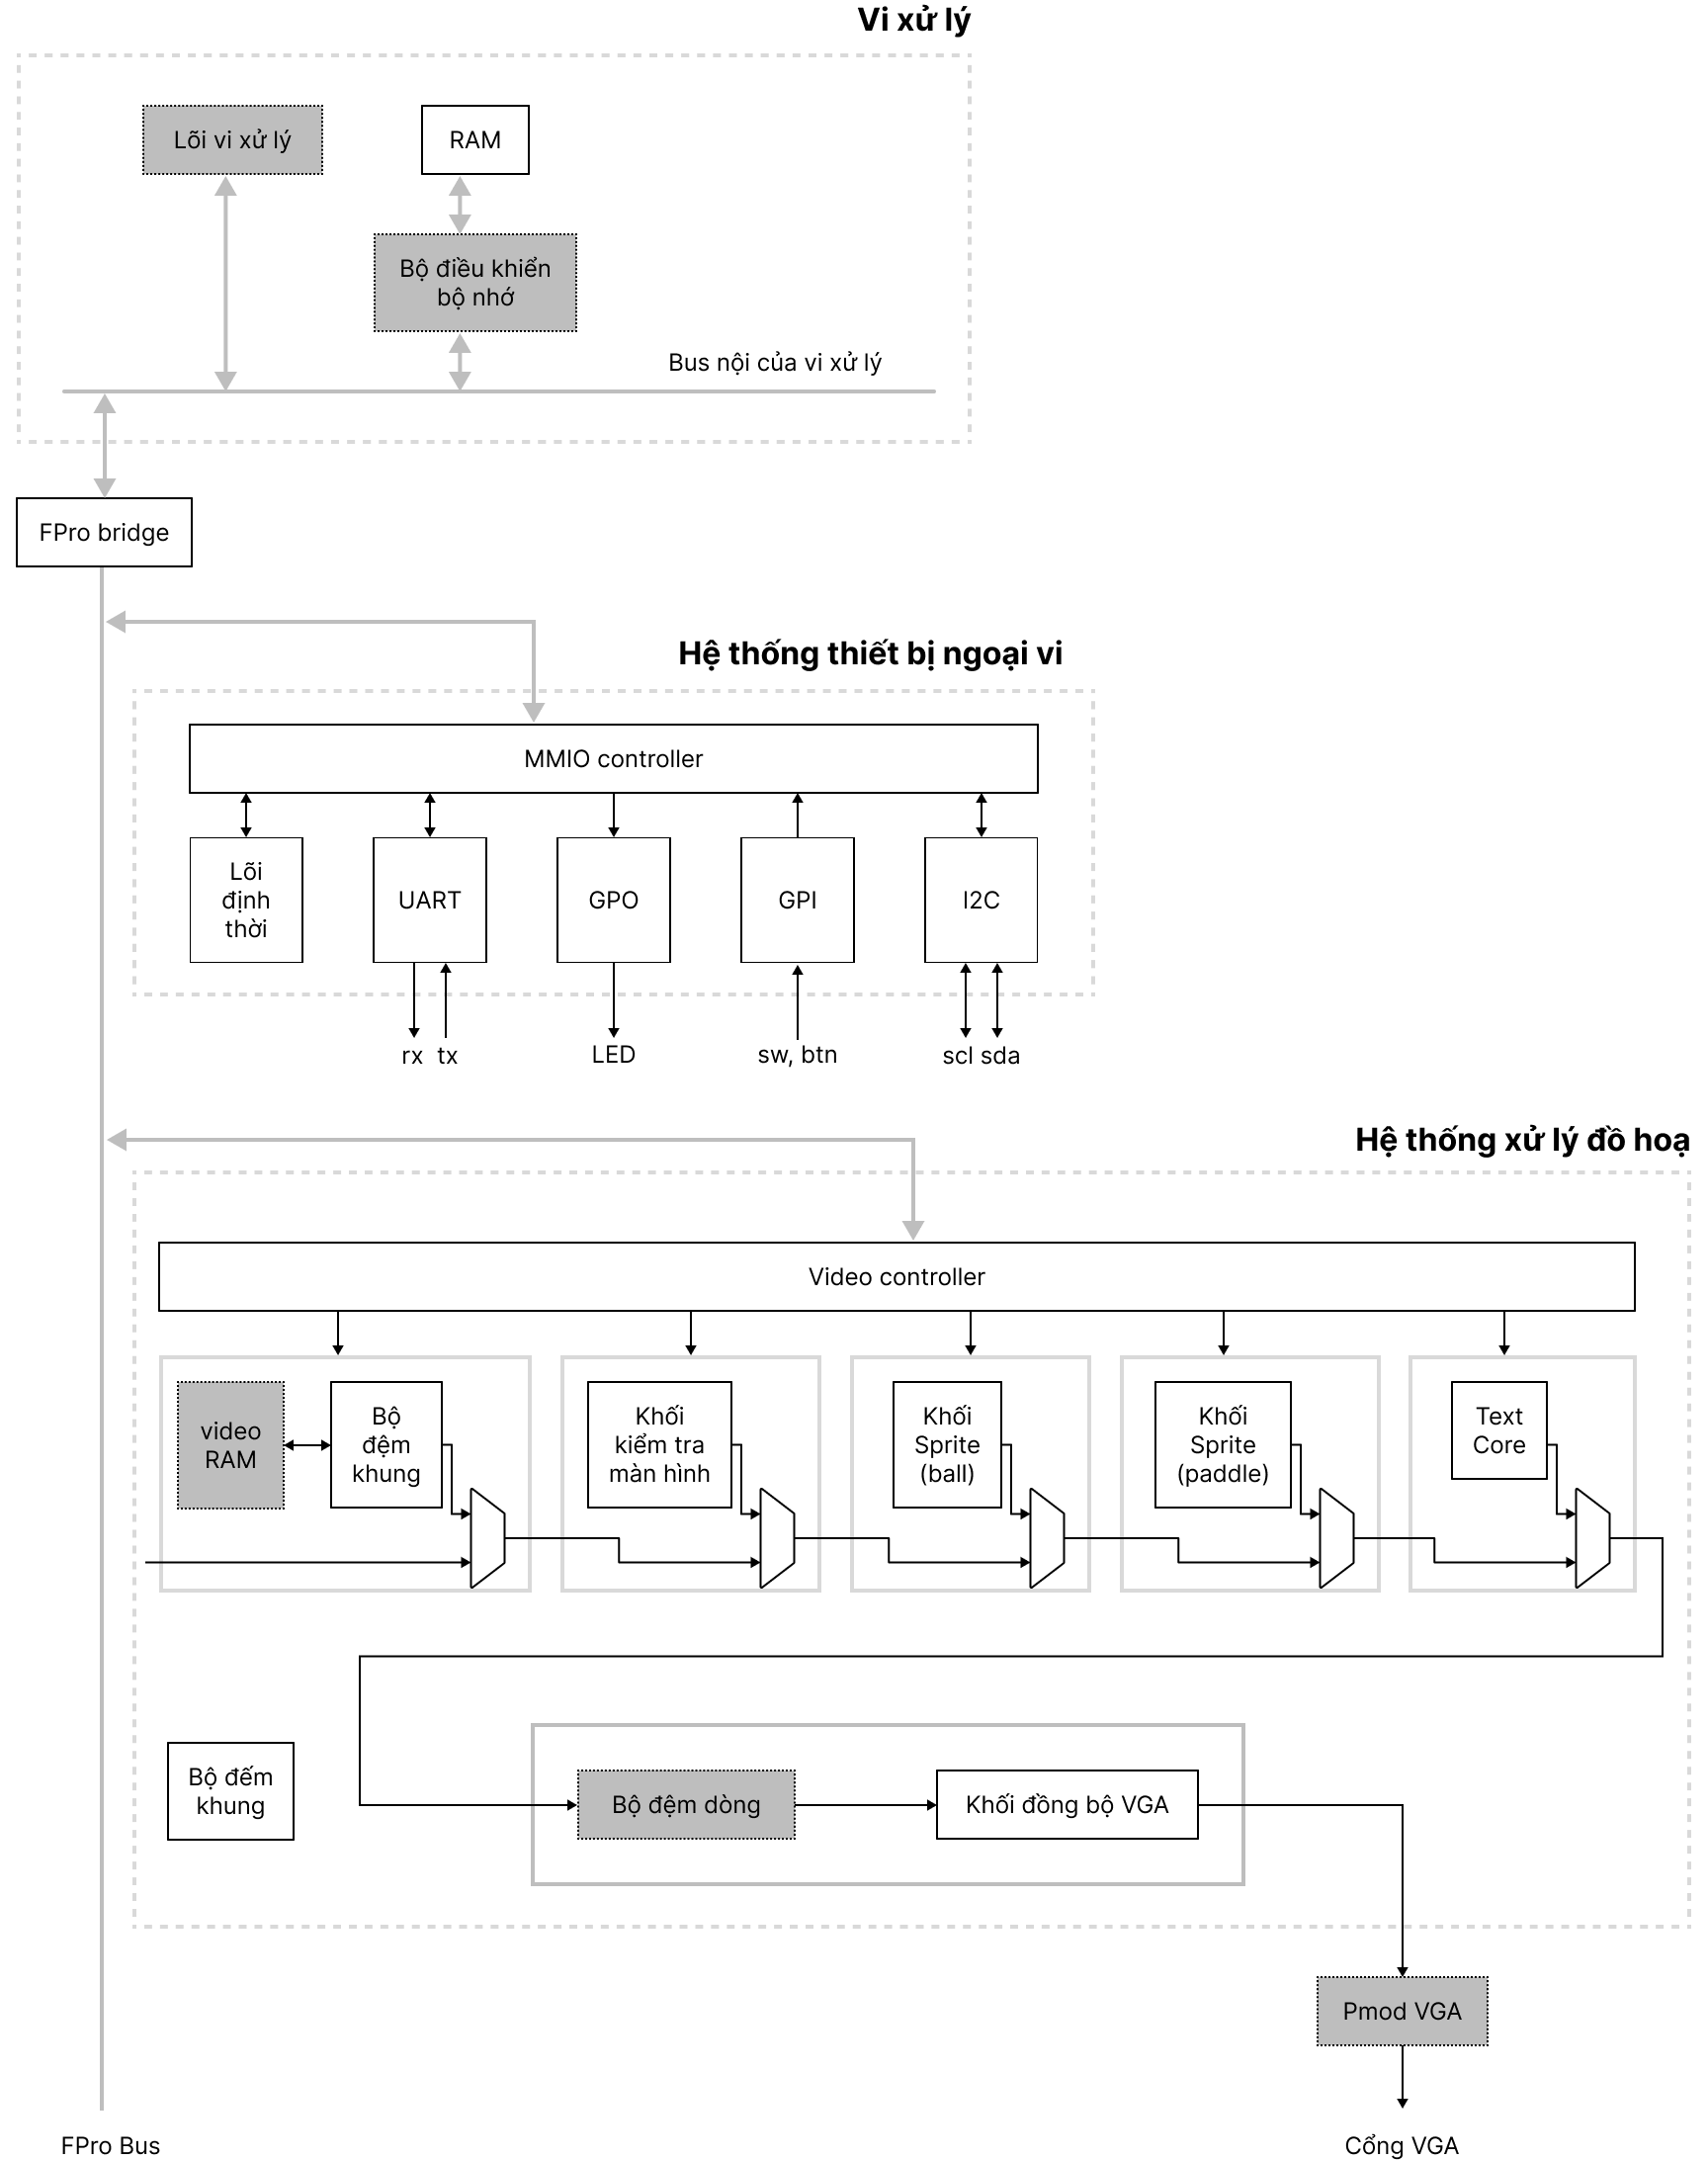 Vi xử lý
Lõi vi xử lý
RAM
Bộ điều khiển
bộ nhớ
Bus nội của vi xử lý
FPro bridge
Hệ thống thiết bị ngoại vi
MMIO controller
Lõi
định
thời
UART
GPO
GPI
I2C
rx tx
LED
sw, btn
scl sda
Hệ thống xử lý đồ hoạ
Video controller
video
RAM
Bộ
đệm
khung
Khối
kiểm tra
màn hình
Khối
Sprite
(ball)
Khối
Sprite
(paddle)
Text
Core
Bộ đếm
khung
Bộ đệm dòng
Khối đồng bộ VGA
Pmod VGA
FPro Bus
Cổng VGA